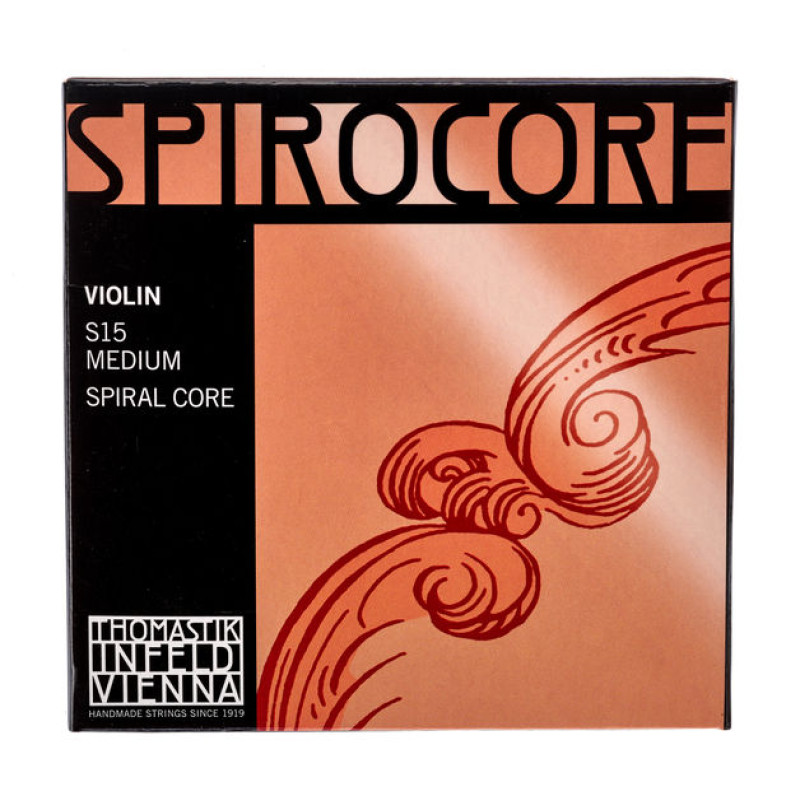 SPIROCORE
VIOLIN
S15
MEDIUM
SPIRAL CORE
THOMASTIK
INFELD
VIENNA
HANDMADE STRINGS SINCE 1919